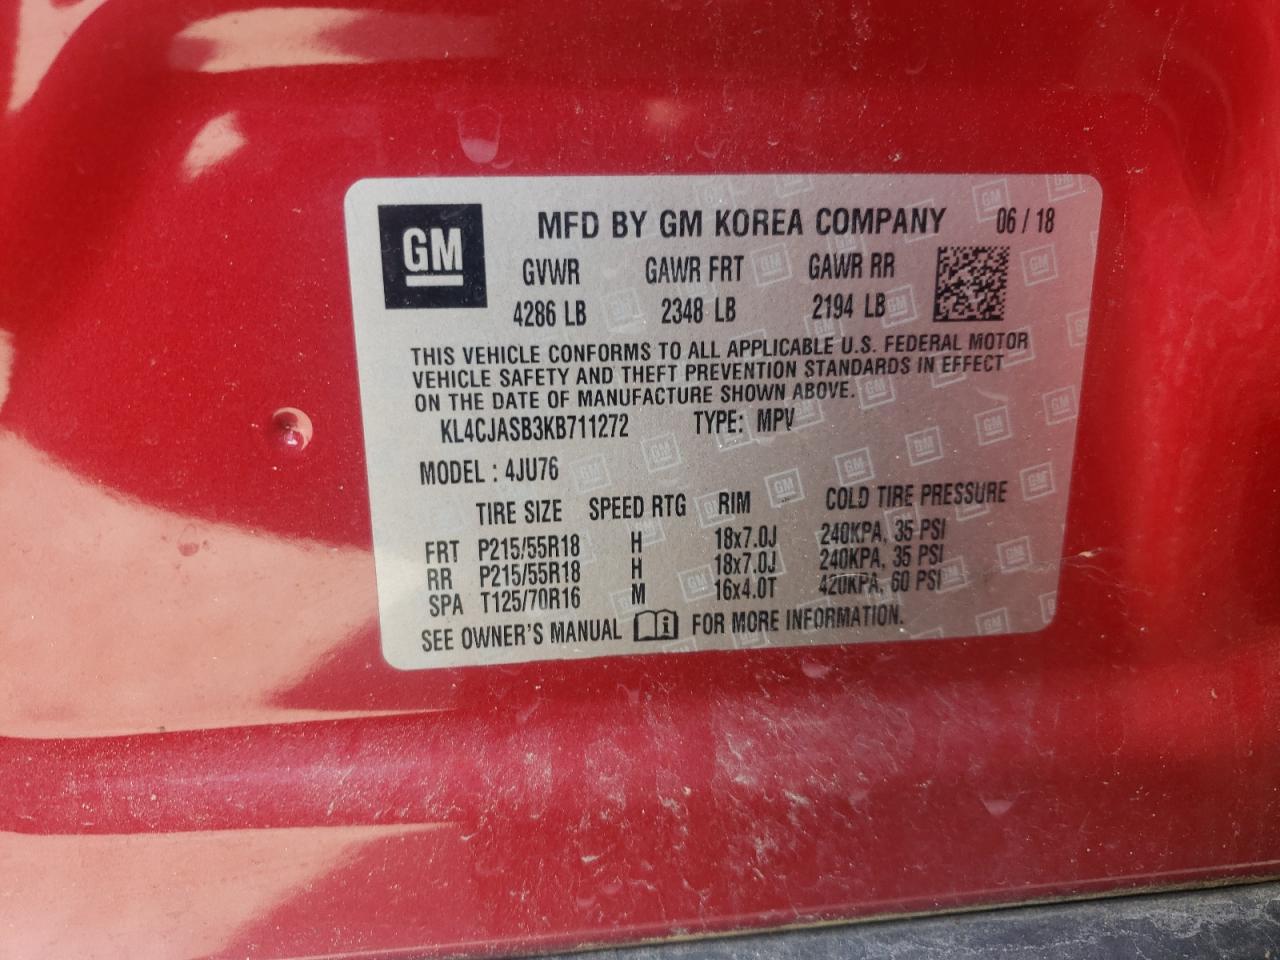 GM
MFD BY GM KOREA COMPANY 06 / 18
GVWR GAWR FRT GAWR RR
4286 LB 2348 LB 2194 LB
THIS VEHICLE CONFORMS TO ALL APPLICABLE U.S. FEDERAL MOTOR
VEHICLE SAFETY AND THEFT PREVENTION STANDARDS IN EFFECT
ON THE DATE OF MANUFACTURE SHOWN ABOVE.
KL4CJASB3KB711272 TYPE: MPV
MODEL : 4JU76
TIRE SIZE SPEED RTG RIM COLD TIRE PRESSURE
FRT P215/55R18 H 18x7.0J 240KPA, 35 PSI
RR P215/55R18 H 18x7.0J 240KPA, 35 PSI
SPA T125/70R16 M 16x4.0T 420KPA, 60 PSI
SEE OWNER'S MANUAL FOR MORE INFORMATION.